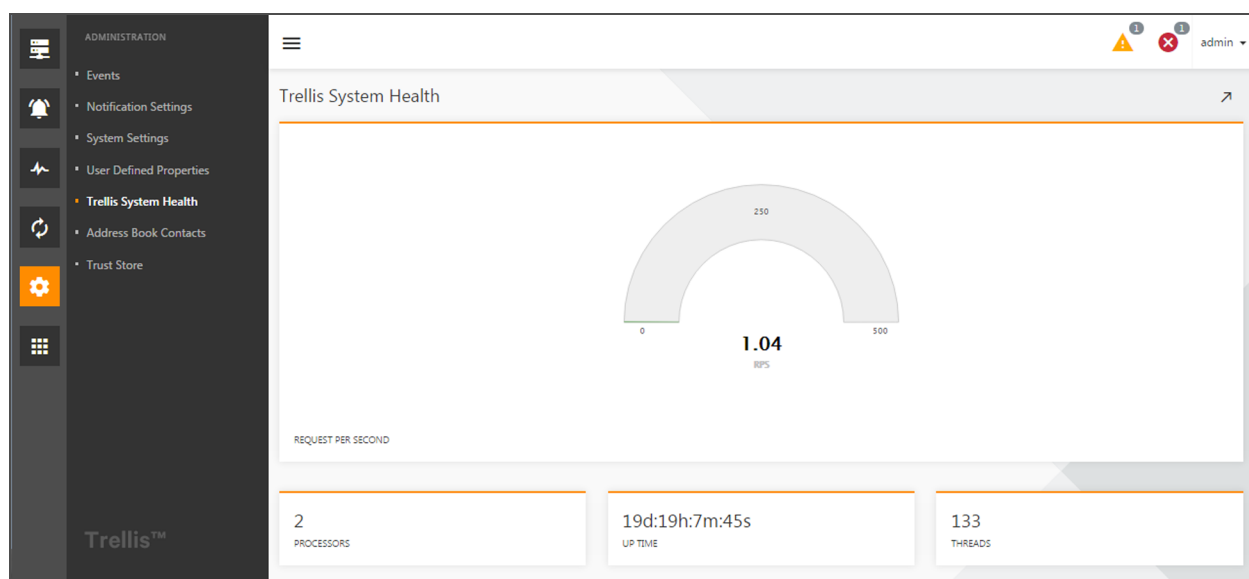 ADMINISTRATION
Events
Notification Settings
System Settings
User Defined Properties
Trellis System Health
Address Book Contacts
Trust Store
Trellis™
1
1
admin
Trellis System Health
250
0
500
1.04
RPS
REQUEST PER SECOND
2
PROCESSORS
19d:19h:7m:45s
UP TIME
133
THREADS